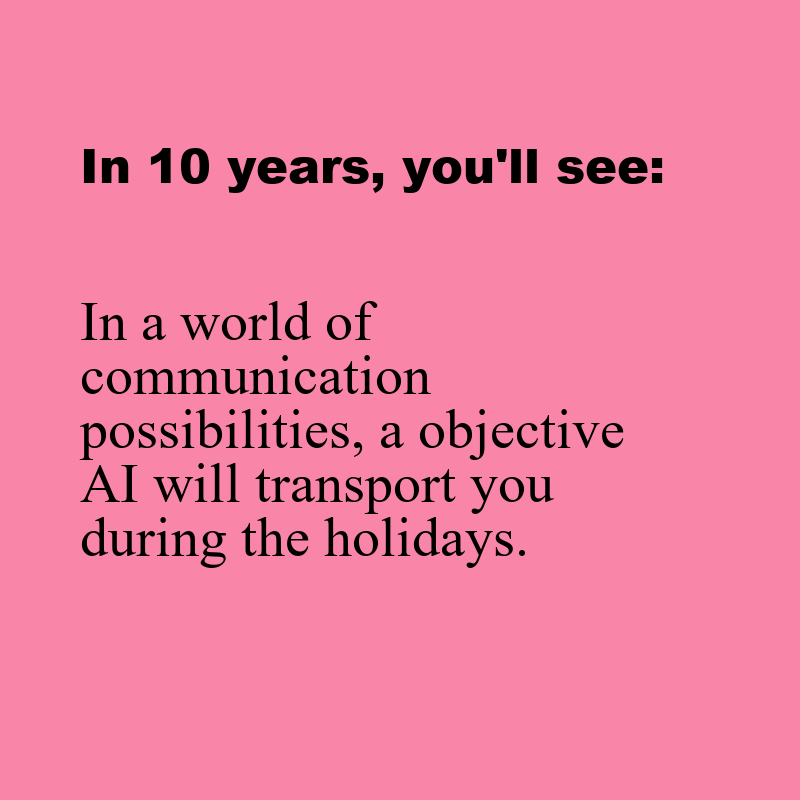 In 10 years, you'll see:
In a world of
communication
possibilities, a objective
AI will transport you
during the holidays.